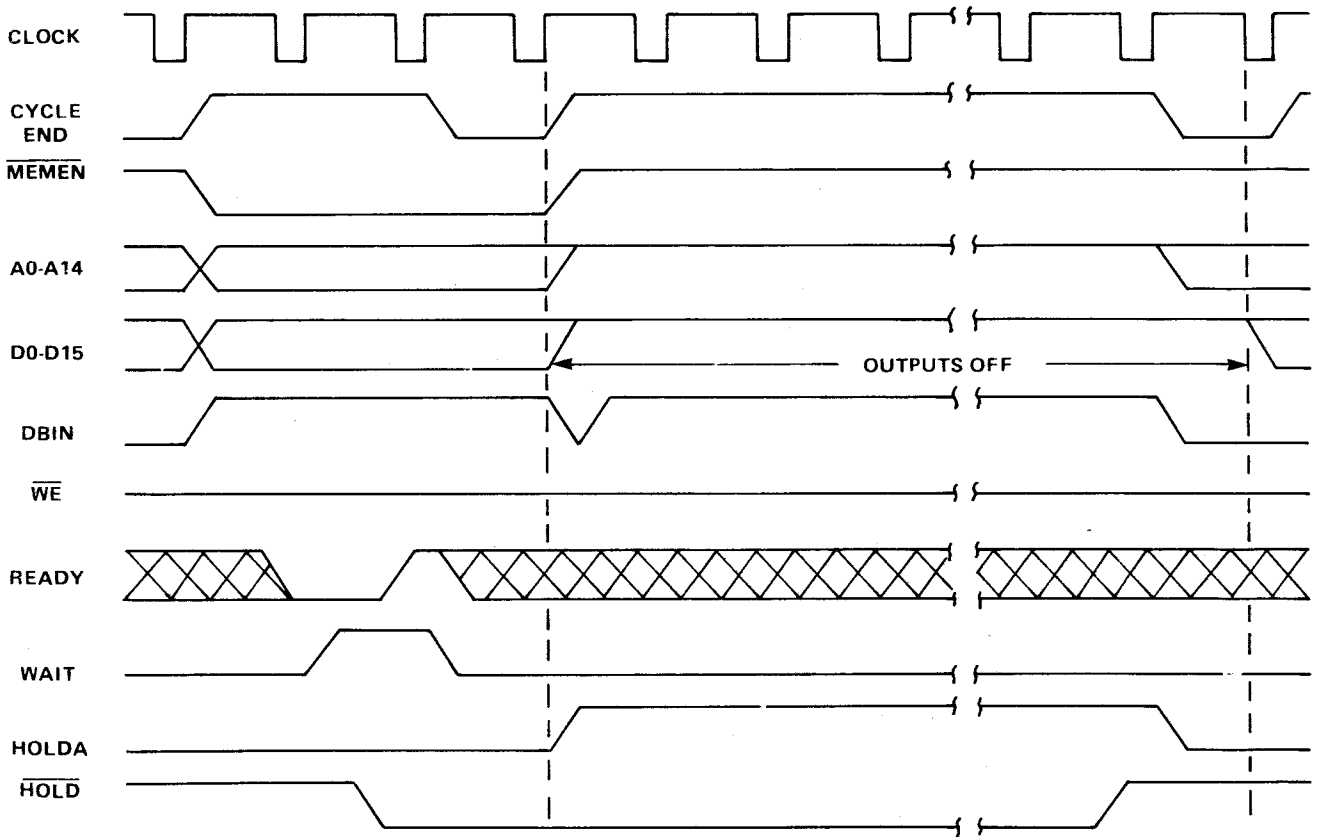 CLOCK
CYCLE
END
MEMEN
A0-A14
D0-D15
OUTPUTS OFF
DBIN
WE
READY
WAIT
HOLDA
HOLD